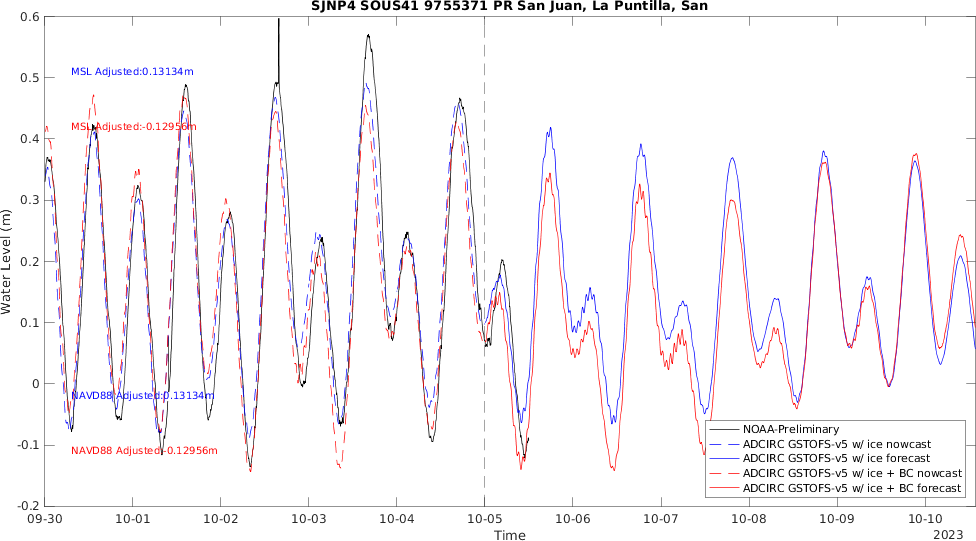 SJNP4 SOUS41 9755371 PR San Juan, La Puntilla, San
Water Level (m)
0.6
0.5
0.4
0.3
0.2
0.1
0
-0.1
-0.2
MSL Adjusted:0.13134m
MSL Adjusted:-0.12956m
NAVD88 Adjusted:0.13134m
NAVD88 Adjusted:-0.12956m
NOAA-Preliminary
ADCIRC GSTOFS-v5 w/ ice nowcast
ADCIRC GSTOFS-v5 w/ ice forecast
ADCIRC GSTOFS-v5 w/ice + BC nowcast
ADCIRC GSTOFS-v5 w/ice + BC forecast
09-30 10-01 10-02 10-03 10-04 10-05 10-06 10-07 10-08 10-09 10-10
Time
2023